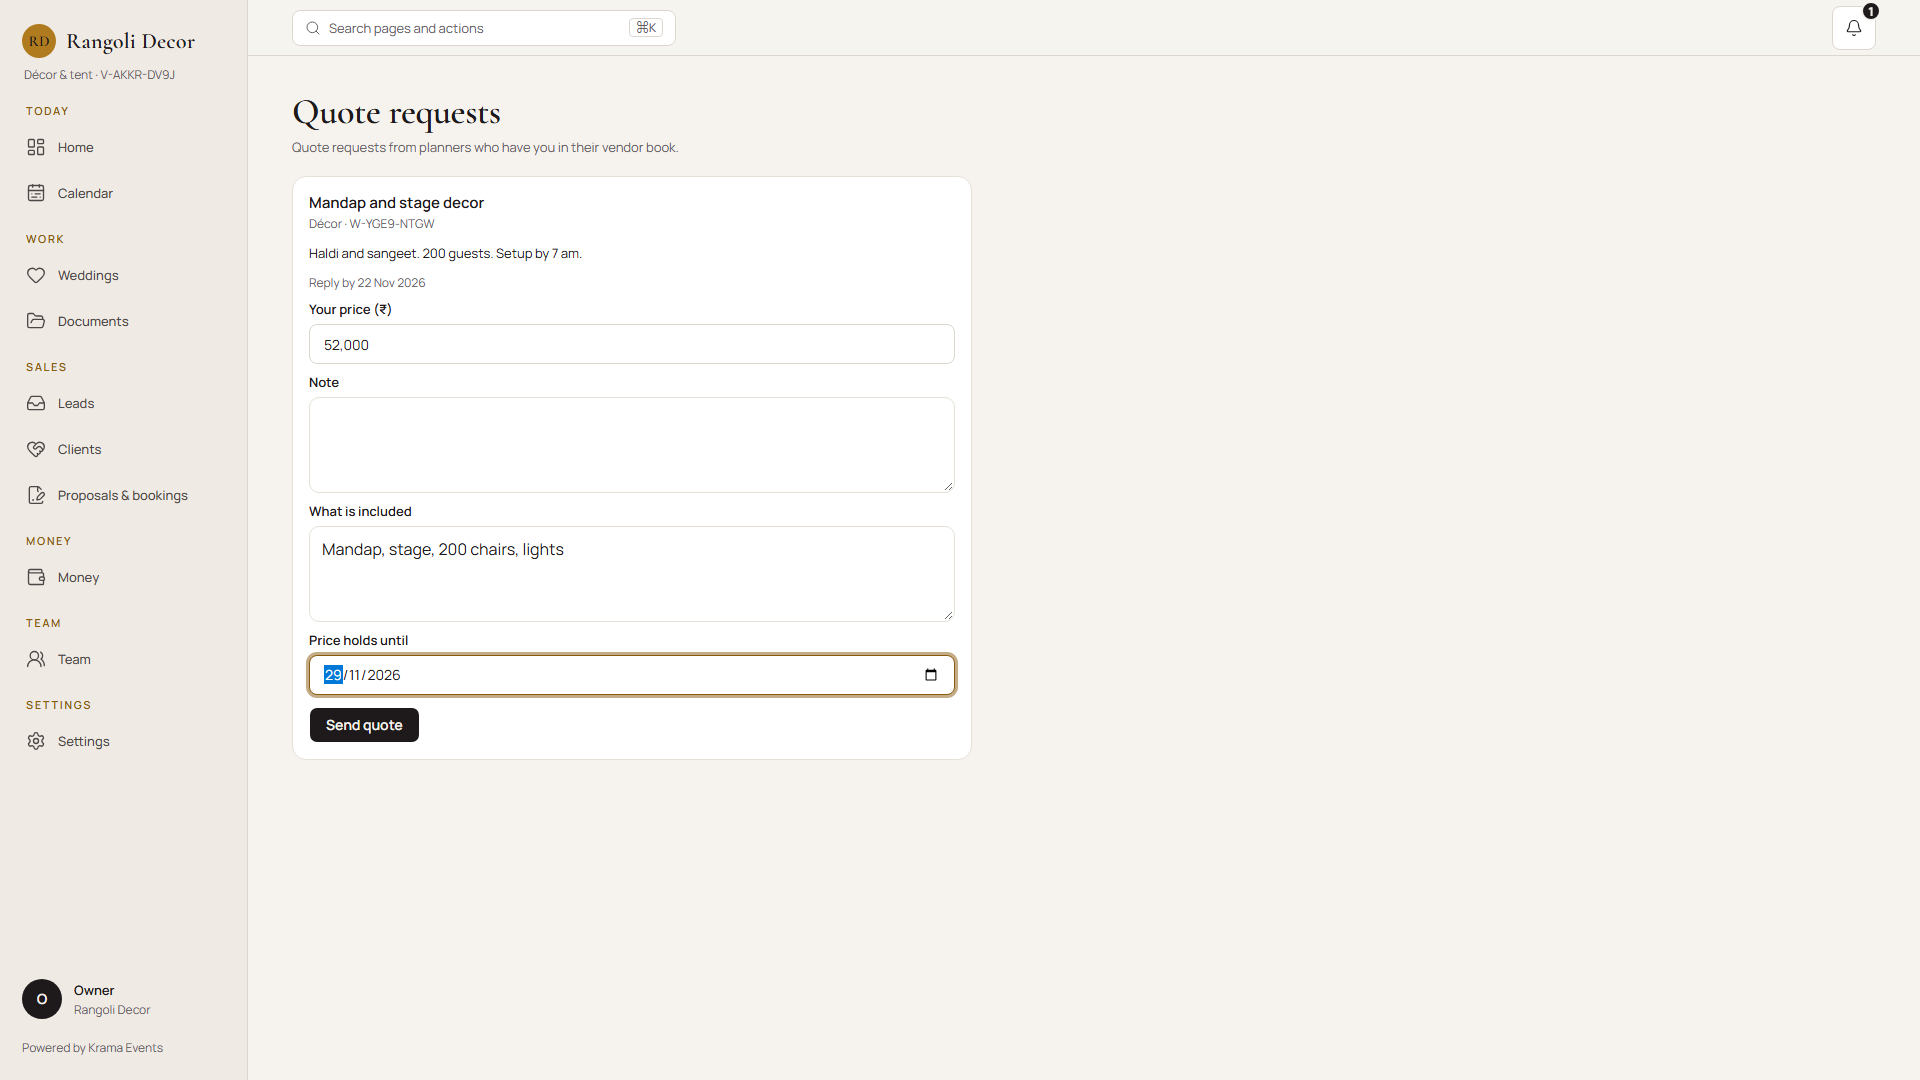 RD Rangoli Decor
Décor & tent · V-AKKR-DV9J
TODAY
Home
Calendar
WORK
Weddings
Documents
SALES
Leads
Clients
Proposals & bookings
MONEY
Money
TEAM
Team
SETTINGS
Settings
O
Owner
Rangoli Decor
Powered by Krama Events
Search pages and actions ⌘K
1
Quote requests
Quote requests from planners who have you in their vendor book.
Mandap and stage decor
Décor · W-YGE9-NTGW
Haldi and sangeet. 200 guests. Setup by 7 am.
Reply by 22 Nov 2026
Your price (₹)
52,000
Note
What is included
Mandap, stage, 200 chairs, lights
Price holds until
29/11/2026
Send quote